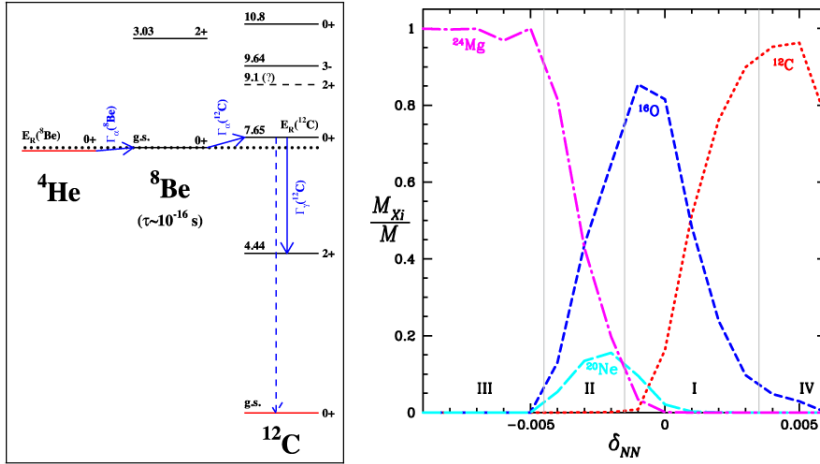 10.8 0+
3.03 2+
9.64 3-
9.1 (?) 2+
Γα(⁸Be)
Γα(¹²C)
E_R(⁸Be) 0+
g.s. 0+
7.65 E_R(¹²C) 0+
⁴He
⁸Be
(τ~10⁻¹⁶ s)
Γγ(¹²C)
4.44 2+
g.s. 0+
¹²C
M_Xi
M
1
0.8
0.6
0.4
0.2
0
²⁴Mg
¹⁶O
¹²C
²⁰Ne
III II I IV
−0.005 0 0.005
δ_NN